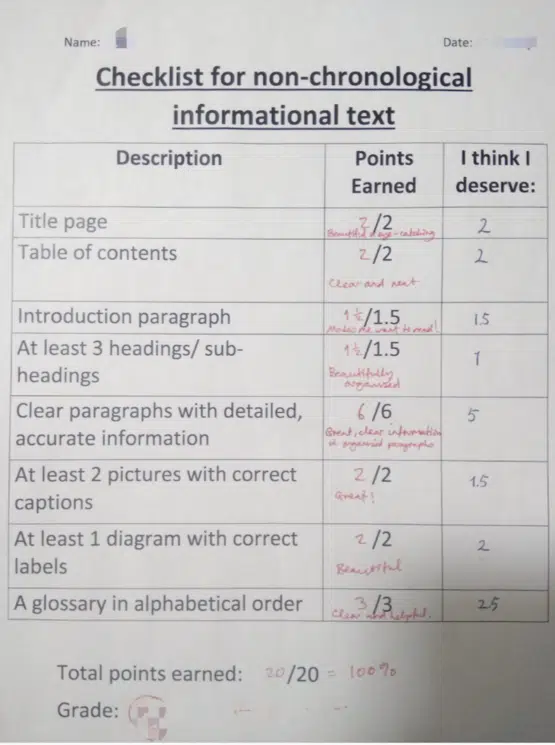 Name:
Date:
Checklist for non-chronological
informational text
Description
Points
Earned
I think I
deserve:
Title page
2/2
Beautiful & eye-catching
2
Table of contents
2/2
Clear and neat
2
Introduction paragraph
1½/1.5
Makes me want to read!
1.5
At least 3 headings/ sub-
headings
1½/1.5
Beautifully
organised
1
Clear paragraphs with detailed,
accurate information
6/6
Great, clear information
in organised paragraphs
5
At least 2 pictures with correct
captions
2/2
Great!
1.5
At least 1 diagram with correct
labels
2/2
Beautiful
2
A glossary in alphabetical order
3/3
Clear and helpful.
2.5
Total points earned: 20/20 = 100%
Grade: